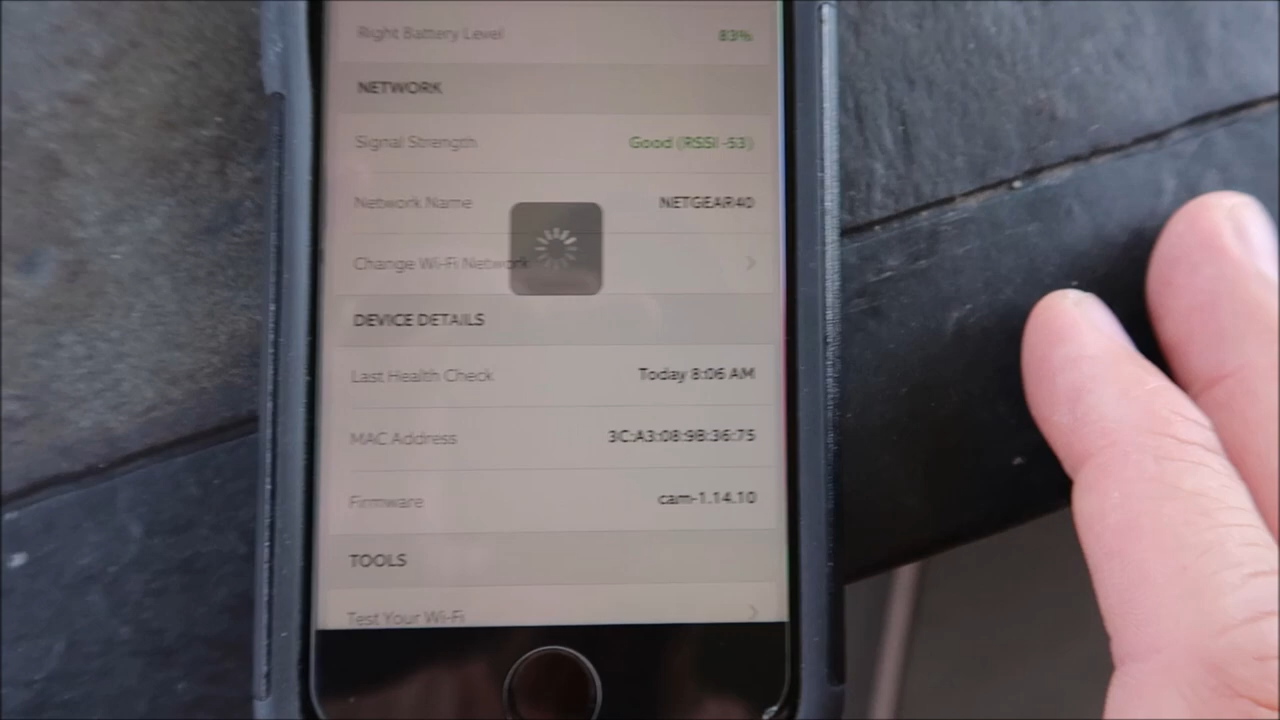 Right Battery Level 83%
NETWORK
Signal Strength Good (RSSI -53)
Network Name NETGEAR40
Change Wi-Fi Network
DEVICE DETAILS
Last Health Check Today 8:06 AM
MAC Address 3C:A3:08:9B:36:75
Firmware cam-1.14.10
TOOLS
Test Your Wi-Fi